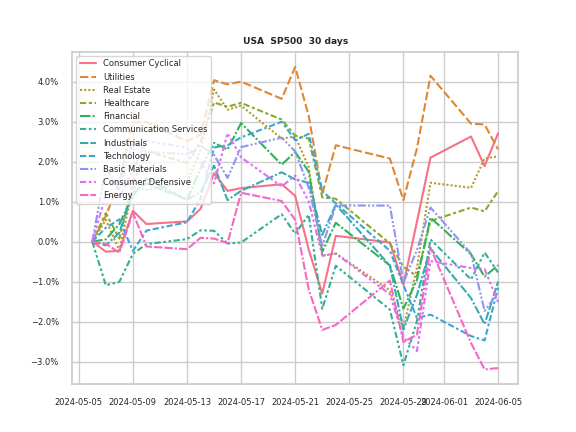 USA SP500 30 days
Consumer Cyclical
Utilities
Real Estate
Healthcare
Financial
Communication Services
Industrials
Technology
Basic Materials
Consumer Defensive
Energy
4.0%
3.0%
2.0%
1.0%
0.0%
−1.0%
−2.0%
−3.0%
2024-05-05 2024-05-09 2024-05-13 2024-05-17 2024-05-21 2024-05-25 2024-05-28 2024-06-01 2024-06-05